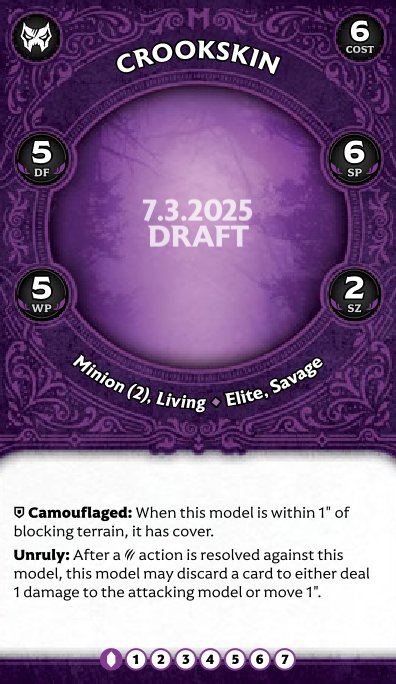 6
COST
CROOKSKIN
5
DF
6
SP
7.3.2025
DRAFT
5
WP
2
SZ
Minion (2), Living ◆ Elite, Savage
Camouflaged: When this model is within 1" of
blocking terrain, it has cover.
Unruly: After a action is resolved against this
model, this model may discard a card to either deal
1 damage to the attacking model or move 1".
1 2 3 4 5 6 7